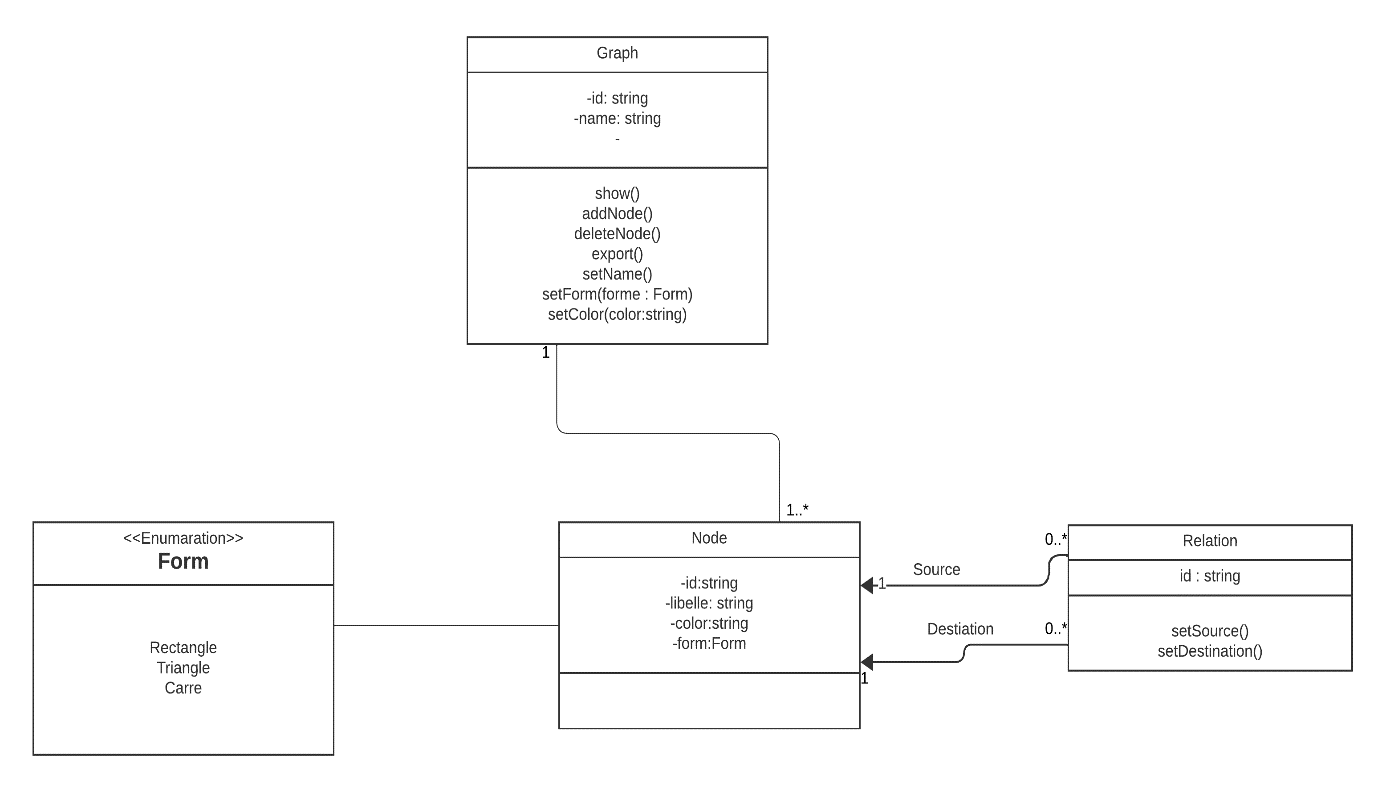 Graph
-id: string
-name: string
-
show()
addNode()
deleteNode()
export()
setName()
setForm(forme : Form)
setColor(color:string)
1
1..*
<<Enumaration>>
Form
Rectangle
Triangle
Carre
Node
-id:string
-libelle: string
-color:string
-form:Form
1
Source
0..*
1
Destiation
0..*
Relation
id : string
setSource()
setDestination()